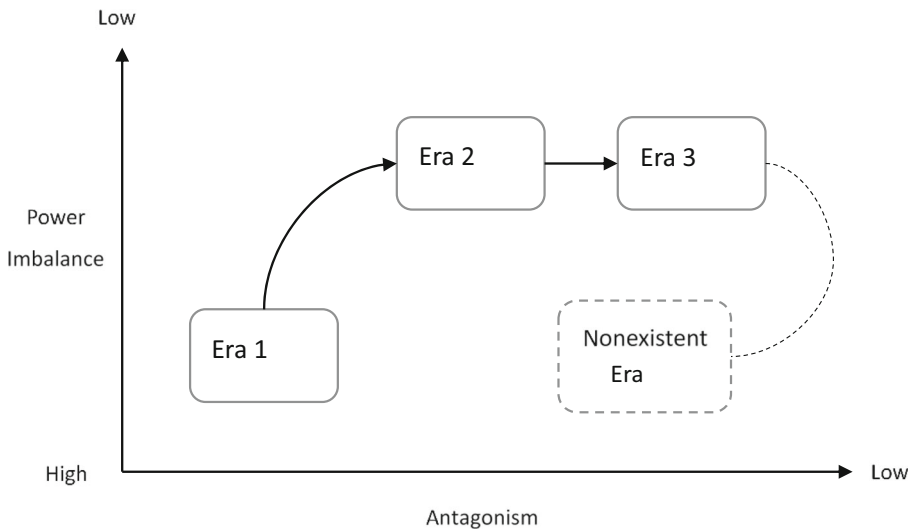 Low
Era 2
Era 3
Power
Imbalance
Era 1
Nonexistent
Era
High
Low
Antagonism